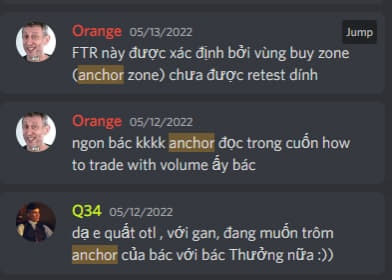 Orange 05/13/2022
Jump
FTR này được xác định bởi vùng buy zone
(anchor zone) chưa được retest dính
Orange 05/12/2022
ngon bác kkkk anchor đọc trong cuốn how
to trade with volume ấy bác
Q34 05/12/2022
dạ e quất otl , với gan, đang muốn trôm
anchor của bác với bác Thưởng nữa :))